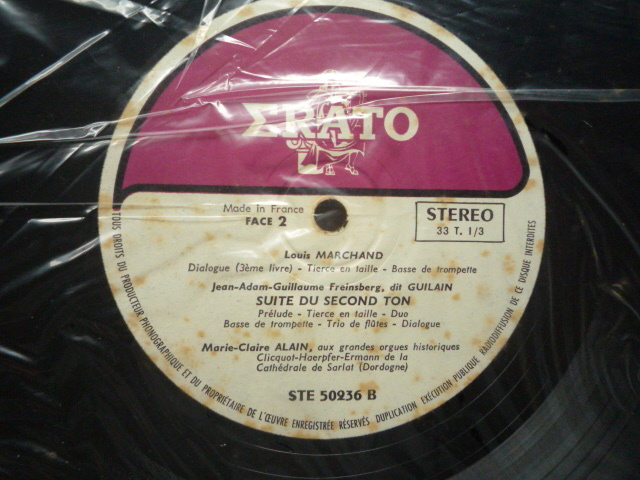 ΣRATO
Made in France
FACE 2
STEREO
33 T. 1/3
Louis MARCHAND
Dialogue (3ème livre) - Tierce en taille - Basse de trompette
Jean-Adam-Guillaume Freinsberg, dit GUILAIN
SUITE DU SECOND TON
Prélude - Tierce en taille - Duo
Basse de trompette - Trio de flûtes - Dialogue
Marie-Claire ALAIN, aux grandes orgues historiques
Clicquot-Haerpfer-Ermann de la
Cathédrale de Sarlat (Dordogne)
STE 50236 B
TOUS DROITS DU PRODUCTEUR PHONOGRAPHIQUE ET DU PROPRIÉTAIRE DE L'ŒUVRE ENREGISTRÉE RÉSERVÉS DUPLICATION EXÉCUTION PUBLIQUE RADIODIFFUSION DE CE DISQUE INTERDITES